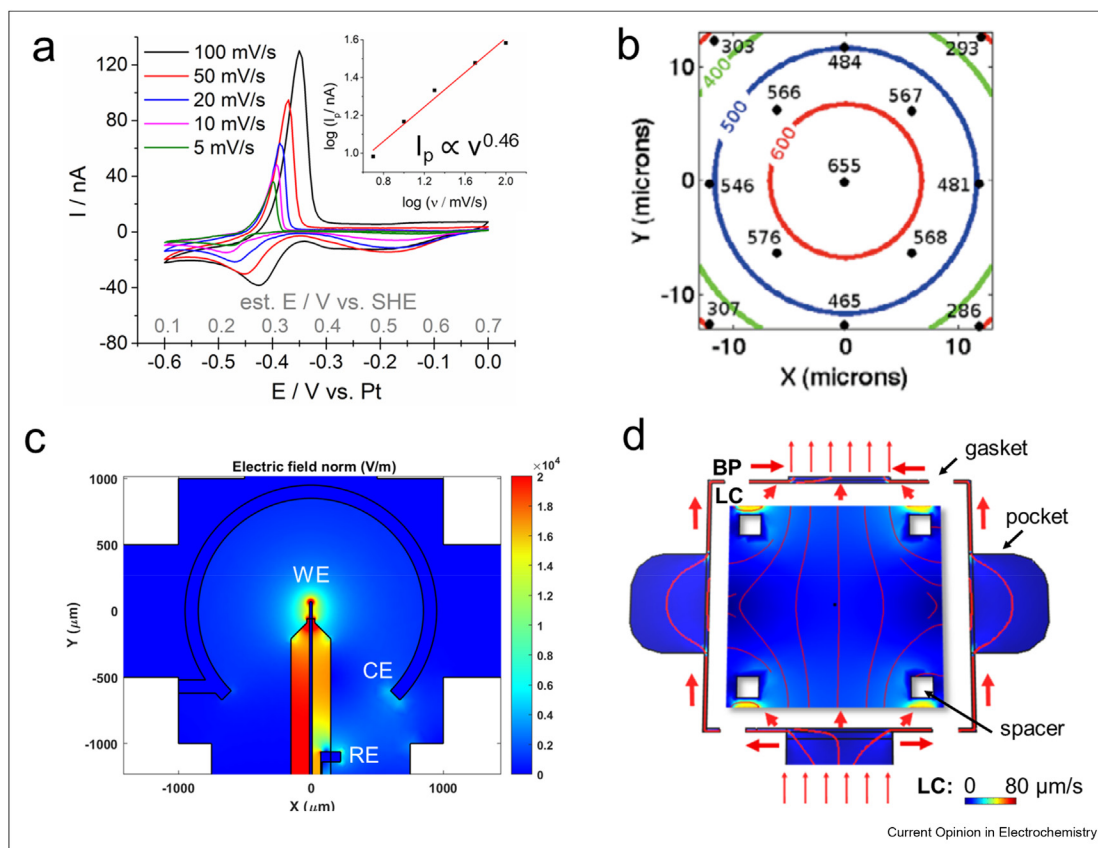 a
100 mV/s
50 mV/s
20 mV/s
10 mV/s
5 mV/s
I / nA
120
80
40
0
-40
-80
1.6
1.4
1.2
1.0
log (Iₚ / nA)
Iₚ ∝ v^0.46
0.8 1.2 1.6 2.0
log (ν / mV/s)
est. E / V vs. SHE
0.1 0.2 0.3 0.4 0.5 0.6 0.7
-0.6 -0.5 -0.4 -0.3 -0.2 -0.1 0.0
E / V vs. Pt
b
303 293
400
484
500
566 567
600
655
546 481
576 568
465
307 286
10
0
-10
Y (microns)
-10 0 10
X (microns)
c
Electric field norm (V/m)
×10⁴
2
1.8
1.6
1.4
1.2
1
0.8
0.6
0.4
0.2
0
1000
500
0
-500
-1000
Y (μm)
WE
CE
RE
-1000 0 1000
X (μm)
d
BP
LC
gasket
pocket
spacer
LC: 0 80 μm/s
Current Opinion in Electrochemistry